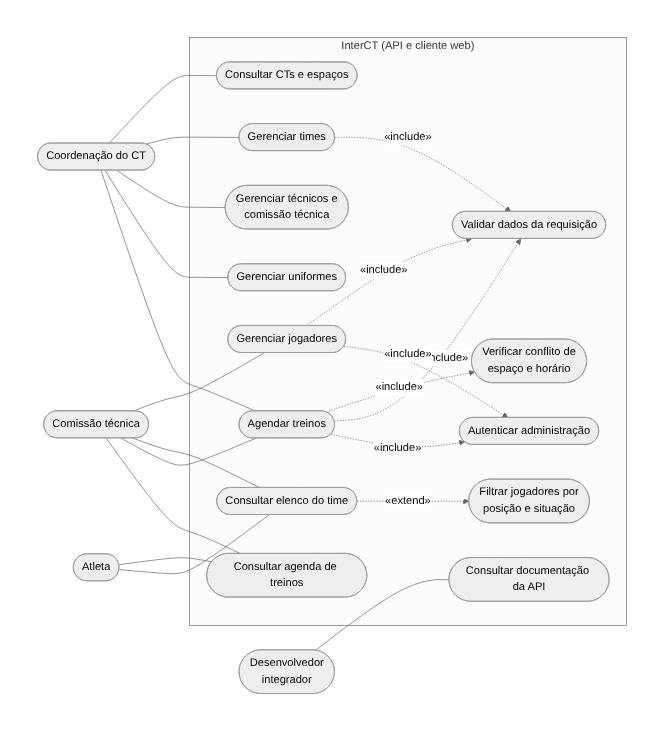 InterCT (API e cliente web)
Consultar CTs e espaços
Gerenciar times
«include»
Coordenação do CT
Gerenciar técnicos e
comissão técnica
Validar dados da requisição
Gerenciar uniformes
«include»
Gerenciar jogadores
«include»
nclude»
Verificar conflito de
espaço e horário
«include»
Comissão técnica
Agendar treinos
Autenticar administração
«include»
Consultar elenco do time
«extend»
Filtrar jogadores por
posição e situação
Atleta
Consultar agenda de
treinos
Consultar documentação
da API
Desenvolvedor
integrador